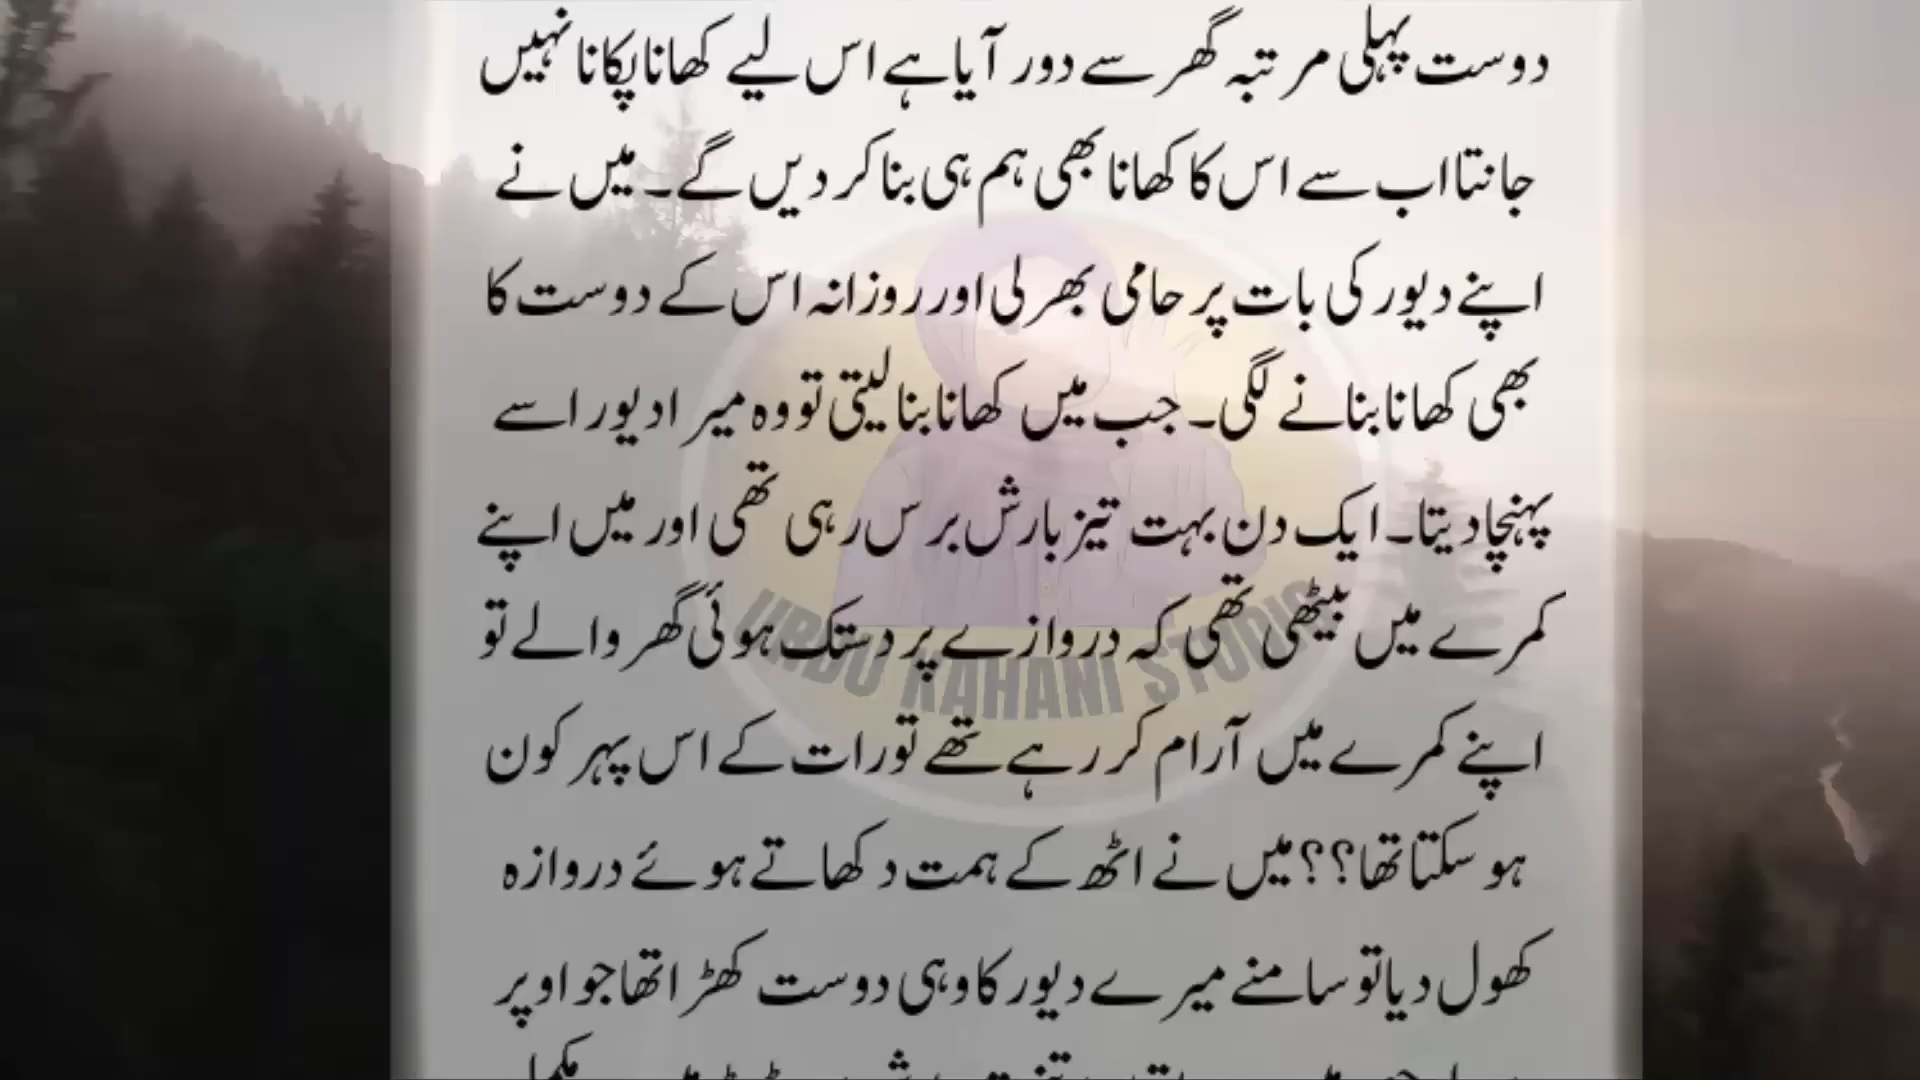 دوست پہلی مرتبہ گھر سے دور آیا ہے اس لیے کھانا پکانا نہیں
جانتا اب سے اس کا کھانا بھی ہم ہی بنا کر دیں گے۔ میں نے
اپنے دیور کی بات پر حامی بھر لی اور روزانہ اس کے دوست کا
بھی کھانا بنانے لگی۔ جب میں کھانا بنا لیتی تو وہ میرا دیور اسے
پہنچا دیتا۔ ایک دن بہت تیز بارش برس رہی تھی اور میں اپنے
کمرے میں بیٹھی تھی کہ دروازے پر دستک ہوئی گھر والے تو
اپنے کمرے میں آرام کر رہے تھے تو رات کے اس پہر کون
ہو سکتا تھا؟؟ میں نے اٹھ کے ہمت دکھاتے ہوئے دروازہ
کھول دیا تو سامنے میرے دیور کا وہی دوست کھڑا تھا جو اوپر
URDU KAHANI STUDIO